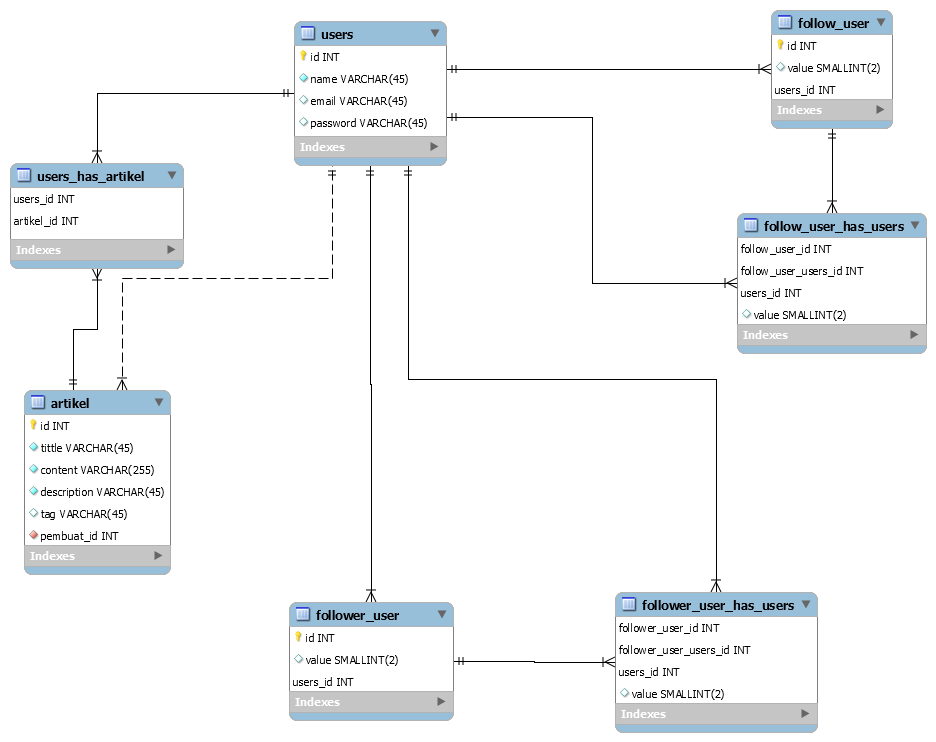 users
id INT
name VARCHAR(45)
email VARCHAR(45)
password VARCHAR(45)
Indexes
follow_user
id INT
value SMALLINT(2)
users_id INT
Indexes
users_has_artikel
users_id INT
artikel_id INT
Indexes
follow_user_has_users
follow_user_id INT
follow_user_users_id INT
users_id INT
value SMALLINT(2)
Indexes
artikel
id INT
tittle VARCHAR(45)
content VARCHAR(255)
description VARCHAR(45)
tag VARCHAR(45)
pembuat_id INT
Indexes
follower_user
id INT
value SMALLINT(2)
users_id INT
Indexes
follower_user_has_users
follower_user_id INT
follower_user_users_id INT
users_id INT
value SMALLINT(2)
Indexes